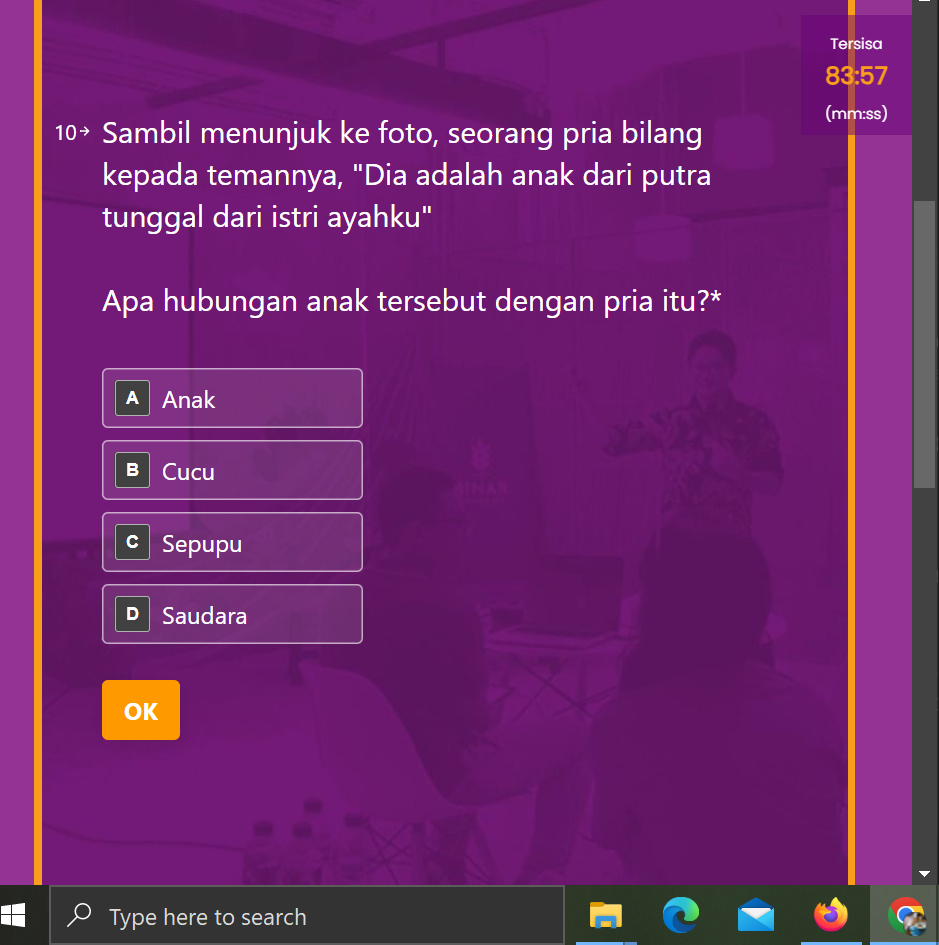 Tersisa
83:57
(mm:ss)
10→ Sambil menunjuk ke foto, seorang pria bilang
kepada temannya, "Dia adalah anak dari putra
tunggal dari istri ayahku"
Apa hubungan anak tersebut dengan pria itu?*
A Anak
B Cucu
C Sepupu
D Saudara
OK
Type here to search